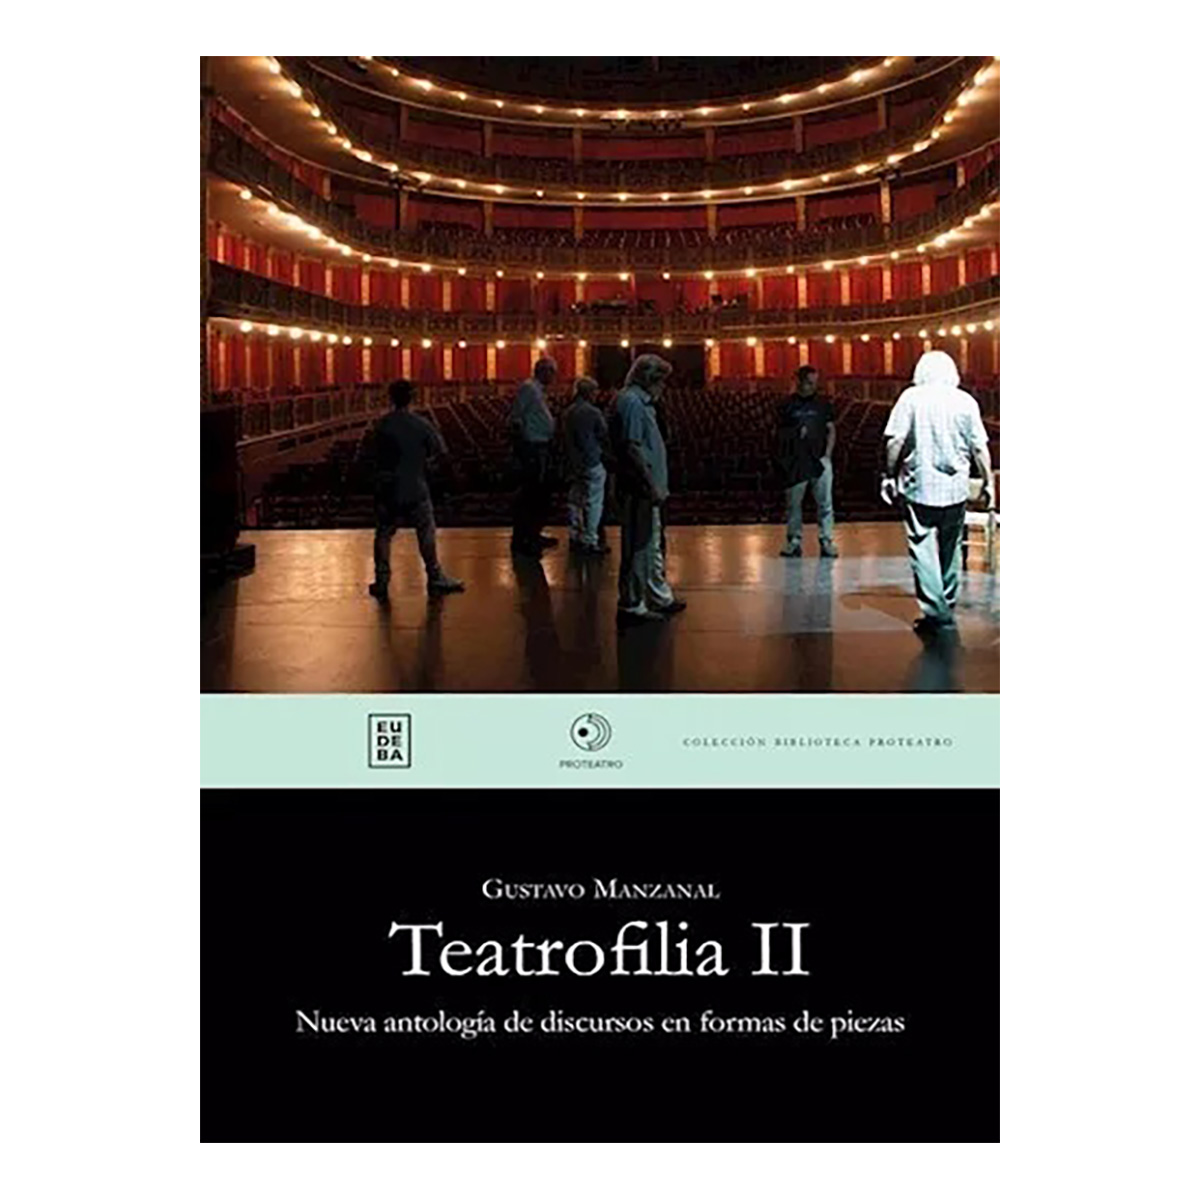 EU
DE
BA
PROTEATRO
COLECCIÓN BIBLIOTECA PROTEATRO
GUSTAVO MANZANAL
Teatrofilia II
Nueva antología de discursos en formas de piezas